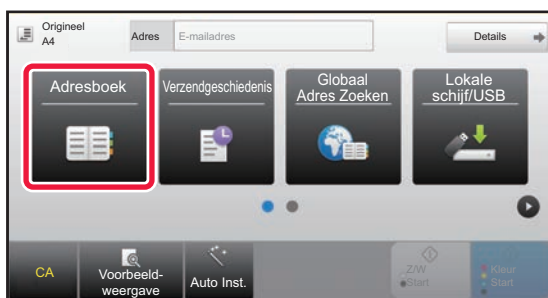 Origineel
A4
Adres
E-mailadres
Details
Adresboek
Verzendgeschiedenis
Globaal
Adres Zoeken
Lokale
schijf/USB
CA
Voorbeeld-
weergave
Auto Inst.
Z/W
Start
Kleur
Start